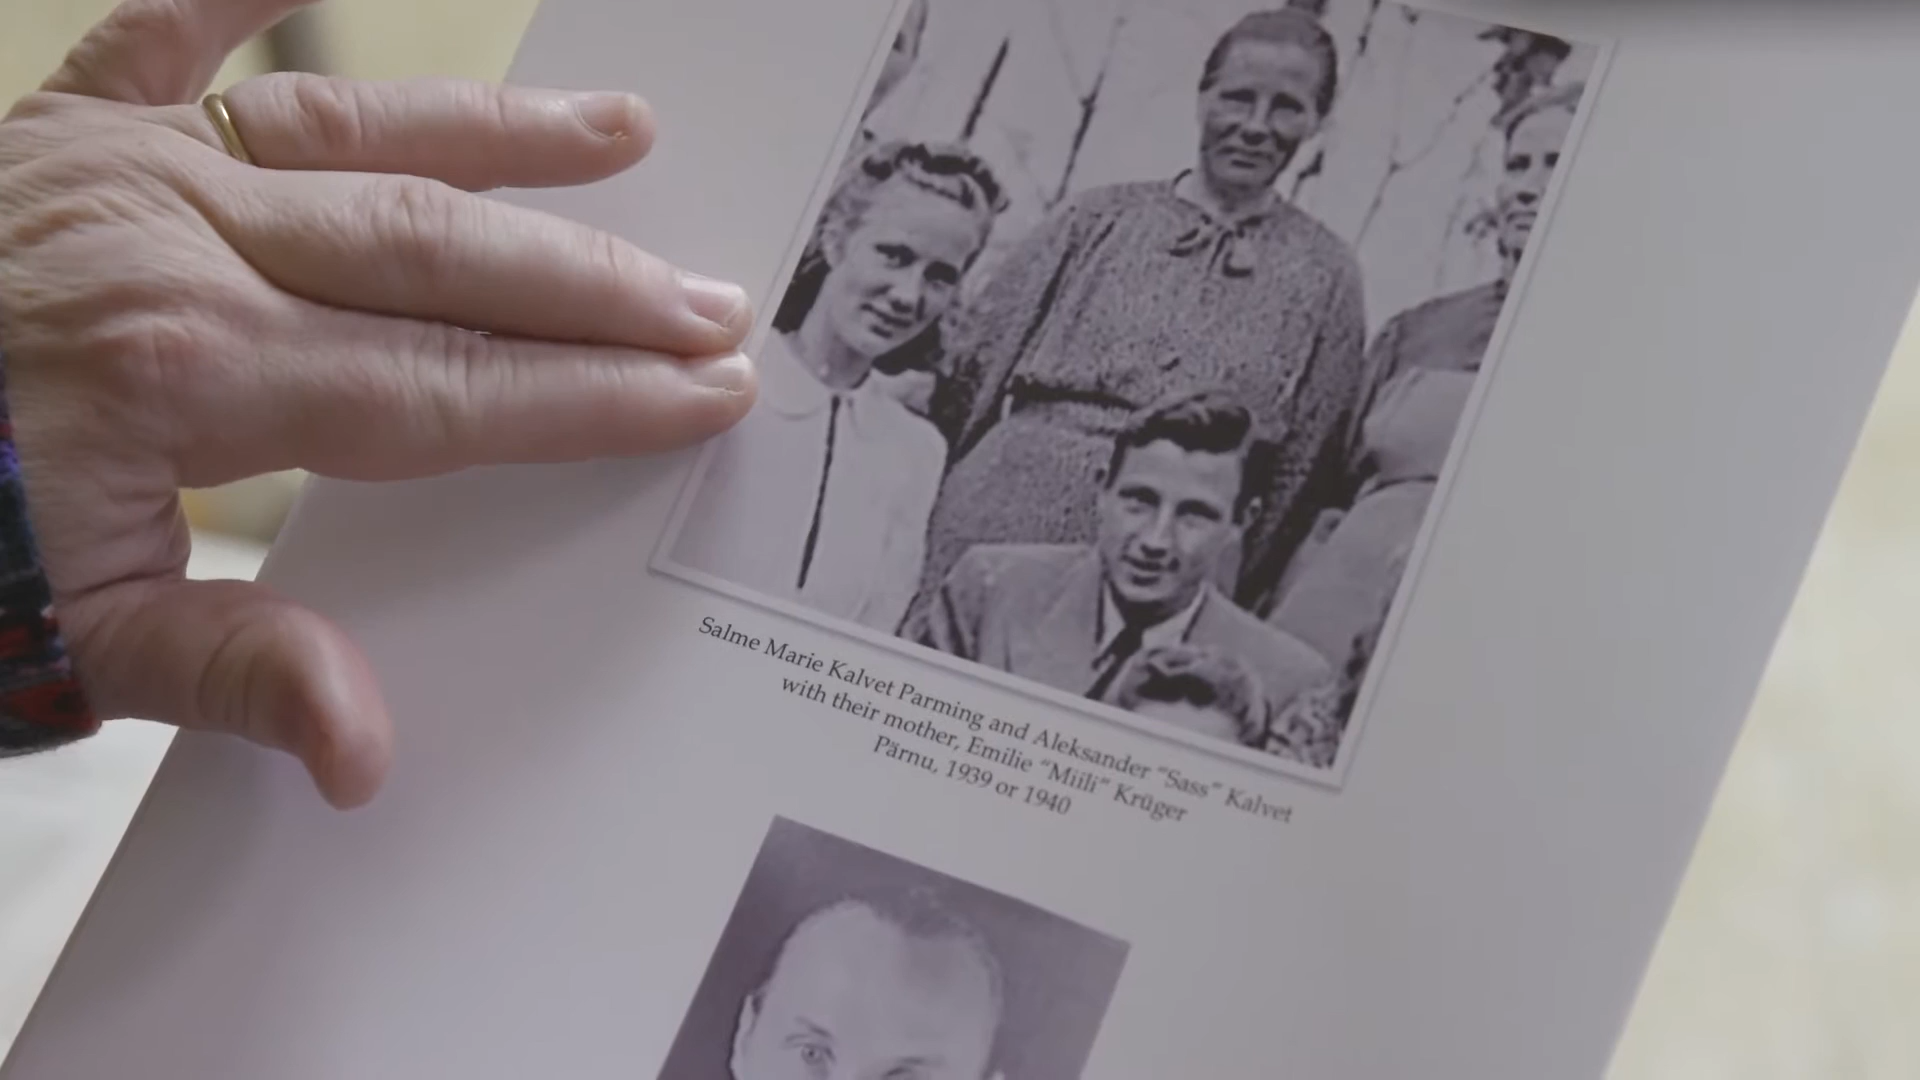 Salme Marie Kalvet Parming and Aleksander “Sass” Kalvet
with their mother, Emilie “Miili” Krüger
Pärnu, 1939 or 1940